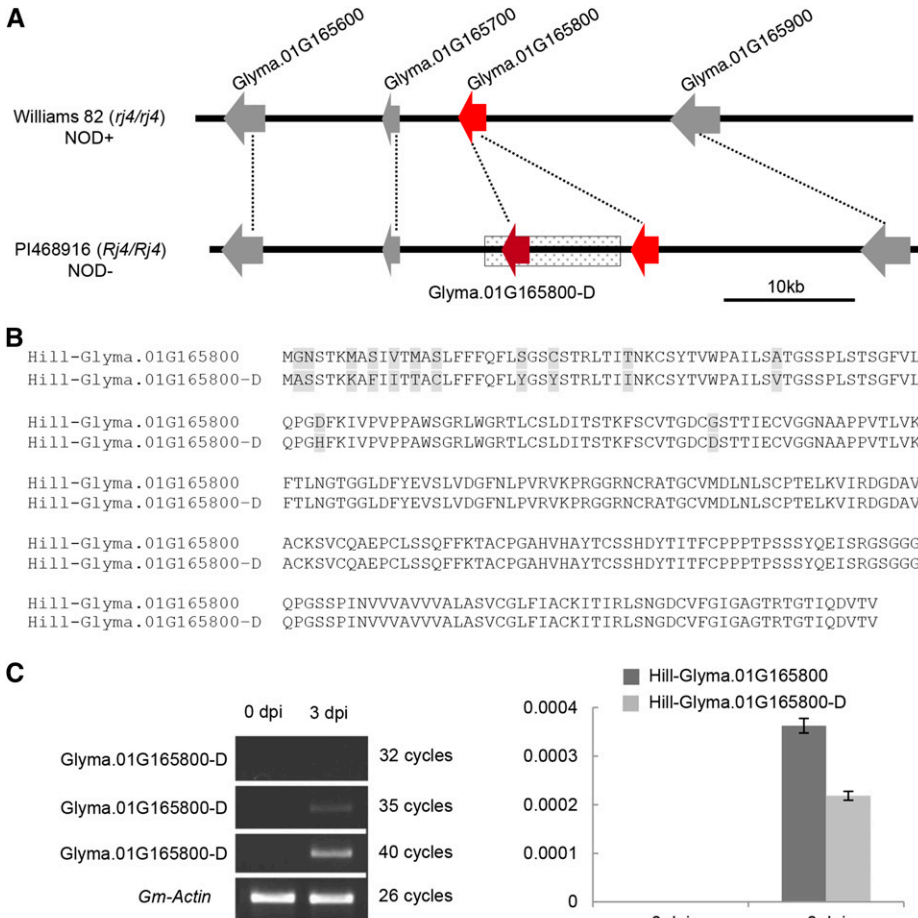 A
Glyma.01G165600
Glyma.01G165700
Glyma.01G165800
Glyma.01G165900
Williams 82 (rj4/rj4)
NOD+
PI468916 (Rj4/Rj4)
NOD-
Glyma.01G165800-D
10kb
B
Hill-Glyma.01G165800 MGNSTKMASIVTMASLFFFQFLSGSCSTRLTITNKCSYTVWPAILSATGSSPLSTSGFVL
Hill-Glyma.01G165800-D MASSTKKAFIITTACLFFFQFLYGSYSTRLTIINKCSYTVWPAILSVTGSSPLSTSGFVL
QPGDFKIVPVPPAWSGRLWGRTLCSLDITSTKFSCVTGDCGSTTIECVGGNAAPPVTLVK
Hill-Glyma.01G165800
Hill-Glyma.01G165800-D QPGHFKIVPVPPAWSGRLWGRTLCSLDITSTKFSCVTGDCDSTTIECVGGNAAPPVTLVK
Hill-Glyma.01G165800 FTLNGTGGLDFYEVSLVDGFNLPVRVKPRGGRNCRATGCVMDLNLSCPTELKVIRDGDAV
Hill-Glyma.01G165800-D FTLNGTGGLDFYEVSLVDGFNLPVRVKPRGGRNCRATGCVMDLNLSCPTELKVIRDGDAV
Hill-Glyma.01G165800 ACKSVCQAEPCLSSQFFKTACPGAHVHAYTCSSHDYTITFCPPPTPSSSYQEISRGSGGG
Hill-Glyma.01G165800-D ACKSVCQAEPCLSSQFFKTACPGAHVHAYTCSSHDYTITFCPPPTPSSSYQEISRGSGGG
Hill-Glyma.01G165800 QPGSSPINVVVAVVVALASVCGLFIACKITIRLSNGDCVFGIGAGTRTGTIQDVTV
Hill-Glyma.01G165800-D QPGSSPINVVVAVVVALASVCGLFIACKITIRLSNGDCVFGIGAGTRTGTIQDVTV
C
0 dpi 3 dpi
Glyma.01G165800-D 32 cycles
Glyma.01G165800-D 35 cycles
Glyma.01G165800-D 40 cycles
Gm-Actin 26 cycles
Hill-Glyma.01G165800
Hill-Glyma.01G165800-D
0.0004
0.0003
0.0002
0.0001
0